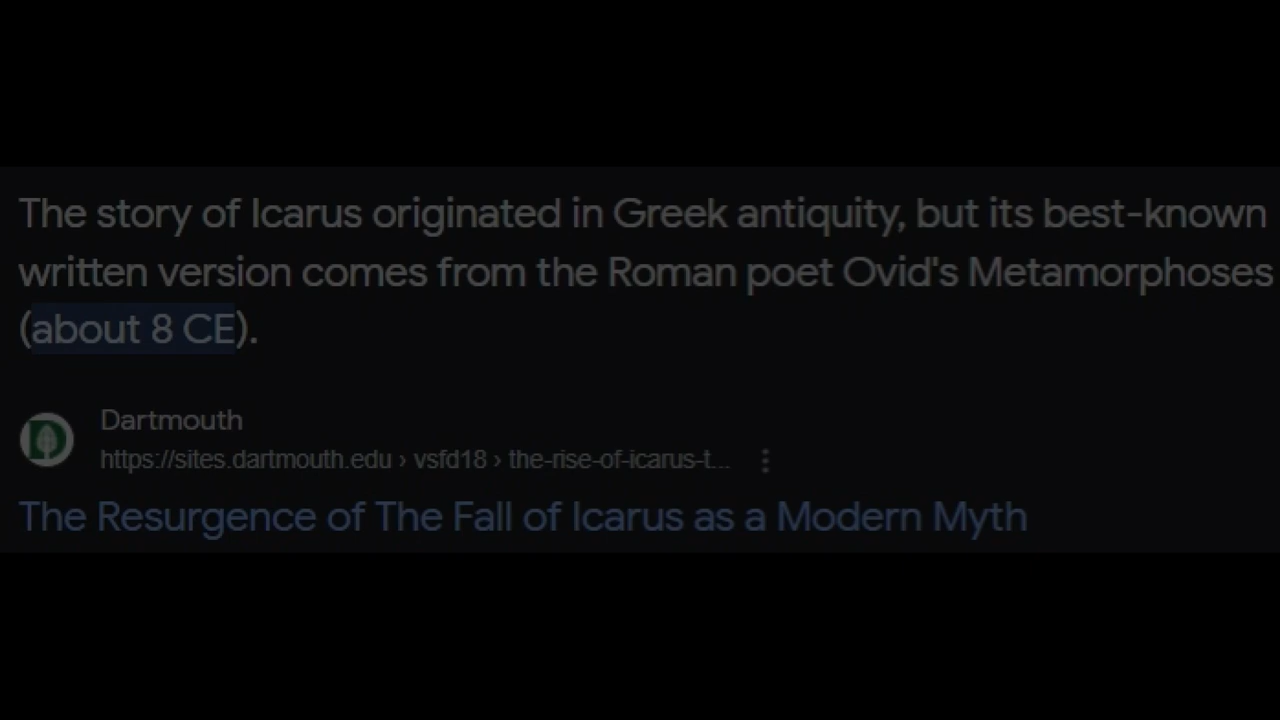 The story of Icarus originated in Greek antiquity, but its best-known
written version comes from the Roman poet Ovid's Metamorphoses
(about 8 CE).
Dartmouth
https://sites.dartmouth.edu › vsfd18 › the-rise-of-icarus-t...
The Resurgence of The Fall of Icarus as a Modern Myth